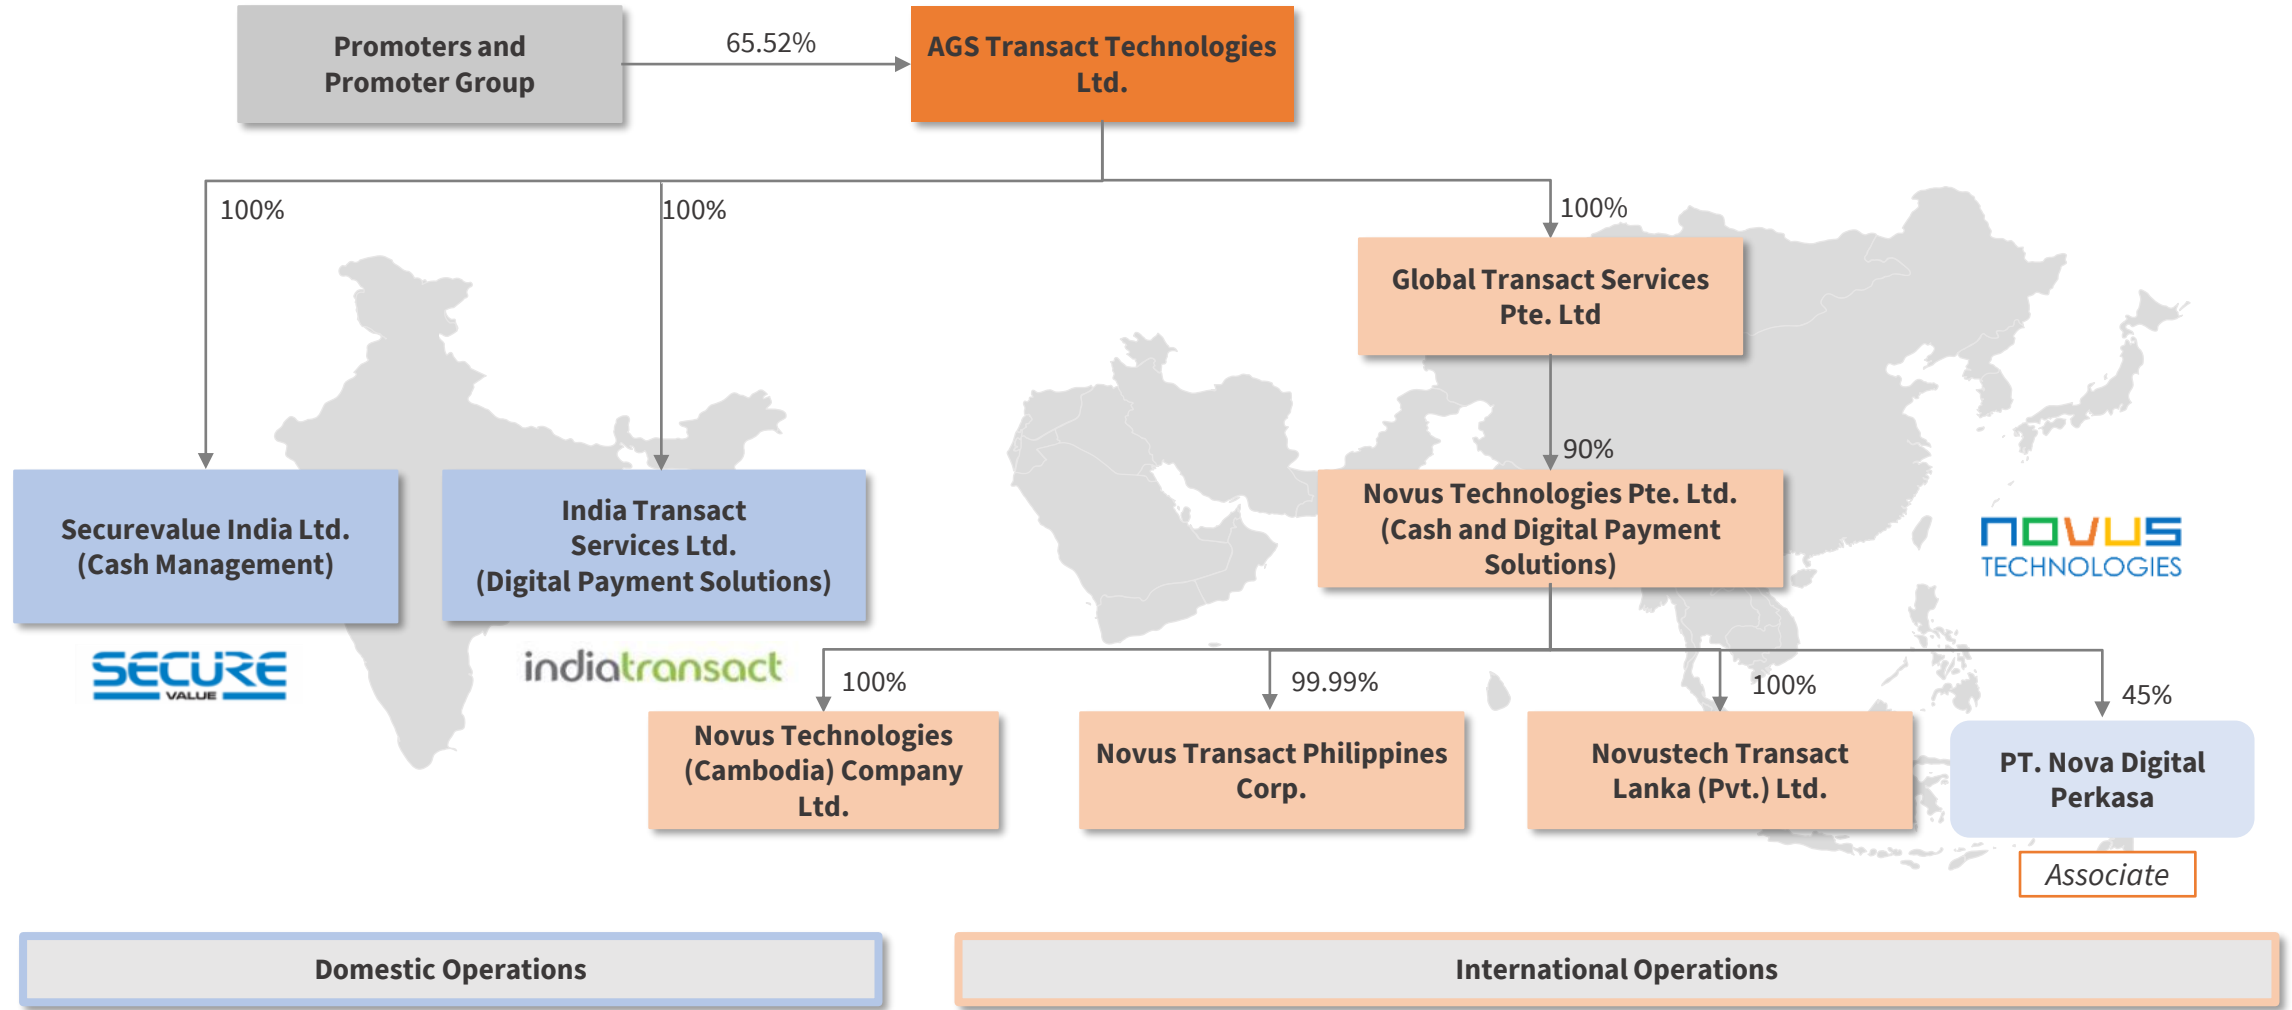 Promoters and
Promoter Group
65.52%
AGS Transact Technologies
Ltd.
100%
100%
100%
Global Transact Services
Pte. Ltd
90%
Securevalue India Ltd.
(Cash Management)
India Transact
Services Ltd.
(Digital Payment Solutions)
Novus Technologies Pte. Ltd.
(Cash and Digital Payment
Solutions)
novus
TECHNOLOGIES
SECURE
VALUE
indiatransact
100%
99.99%
100%
45%
Novus Technologies
(Cambodia) Company
Ltd.
Novus Transact Philippines
Corp.
Novustech Transact
Lanka (Pvt.) Ltd.
PT. Nova Digital
Perkasa
Associate
Domestic Operations
International Operations